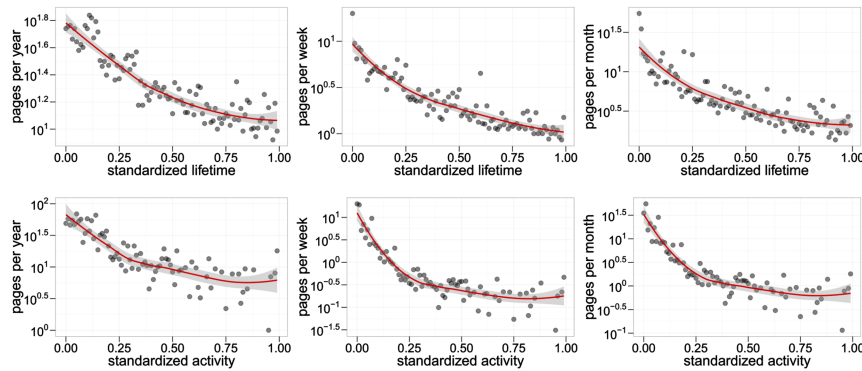 pages per year
10^1.8
10^1.6
10^1.4
10^1.2
10^1
0.00 0.25 0.50 0.75 1.00
standardized lifetime
pages per week
10^1
10^0.5
10^0
0.00 0.25 0.50 0.75 1.00
standardized lifetime
pages per month
10^1.5
10^1
10^0.5
0.00 0.25 0.50 0.75 1.00
standardized lifetime
pages per year
10^2
10^1.5
10^1
10^0.5
10^0
0.00 0.25 0.50 0.75 1.00
standardized activity
pages per week
10^1
10^0.5
10^-0
10^-0.5
10^-1
10^-1.5
0.00 0.25 0.50 0.75 1.00
standardized activity
pages per month
10^1.5
10^1
10^0.5
10^-0
10^-0.5
10^-1
0.00 0.25 0.50 0.75 1.00
standardized activity